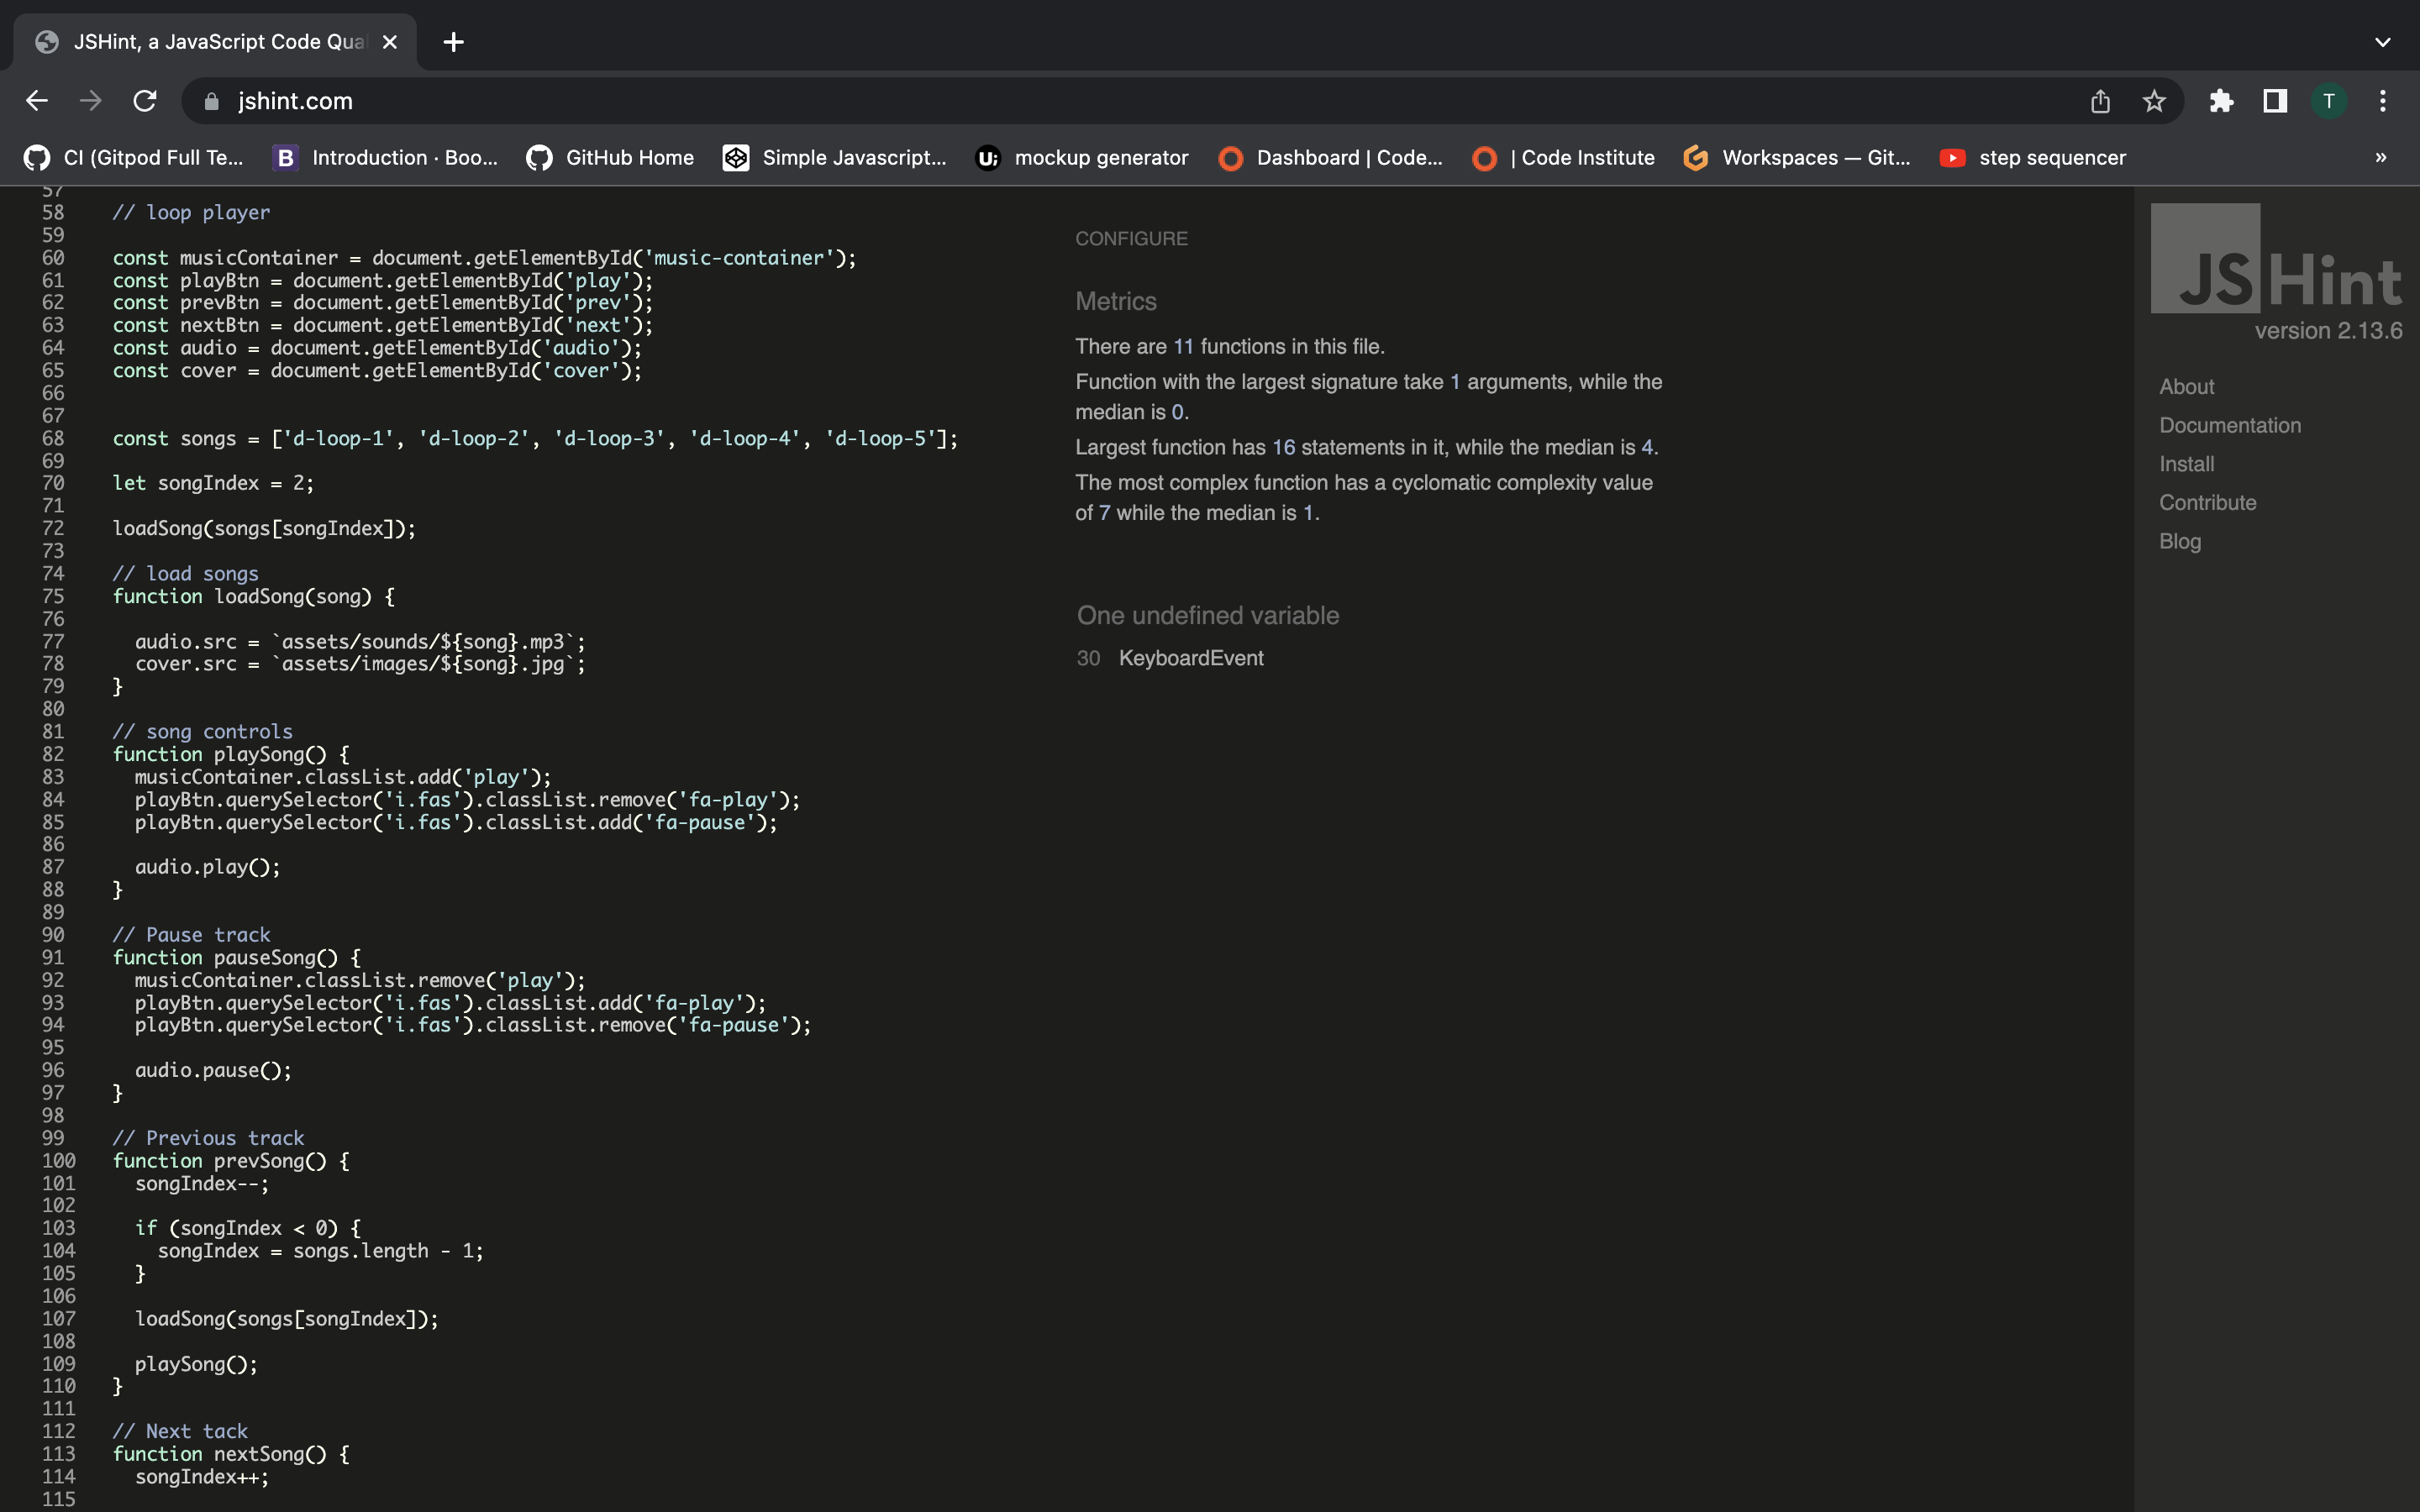 JSHint, a JavaScript Code Qua
jshint.com
T
CI (Gitpod Full Te...
B Introduction · Boo...
GitHub Home
Simple Javascript...
U; mockup generator
Dashboard | Code...
| Code Institute
Workspaces — Git...
step sequencer
»
57
58 // loop player
59
60 const musicContainer = document.getElementById('music-container');
61 const playBtn = document.getElementById('play');
62 const prevBtn = document.getElementById('prev');
63 const nextBtn = document.getElementById('next');
64 const audio = document.getElementById('audio');
65 const cover = document.getElementById('cover');
66
67
68 const songs = ['d-loop-1', 'd-loop-2', 'd-loop-3', 'd-loop-4', 'd-loop-5'];
69
70 let songIndex = 2;
71
72 loadSong(songs[songIndex]);
73
74 // load songs
75 function loadSong(song) {
76
77 audio.src = `assets/sounds/${song}.mp3`;
78 cover.src = `assets/images/${song}.jpg`;
79 }
80
81 // song controls
82 function playSong() {
83 musicContainer.classList.add('play');
84 playBtn.querySelector('i.fas').classList.remove('fa-play');
85 playBtn.querySelector('i.fas').classList.add('fa-pause');
86
87 audio.play();
88 }
89
90 // Pause track
91 function pauseSong() {
92 musicContainer.classList.remove('play');
93 playBtn.querySelector('i.fas').classList.add('fa-play');
94 playBtn.querySelector('i.fas').classList.remove('fa-pause');
95
96 audio.pause();
97 }
98
99 // Previous track
100 function prevSong() {
101 songIndex--;
102
103 if (songIndex < 0) {
104 songIndex = songs.length - 1;
105 }
106
107 loadSong(songs[songIndex]);
108
109 playSong();
110 }
111
112 // Next tack
113 function nextSong() {
114 songIndex++;
115
CONFIGURE
Metrics
There are 11 functions in this file.
Function with the largest signature take 1 arguments, while the
median is 0.
Largest function has 16 statements in it, while the median is 4.
The most complex function has a cyclomatic complexity value
of 7 while the median is 1.
One undefined variable
30 KeyboardEvent
JSHint
version 2.13.6
About
Documentation
Install
Contribute
Blog